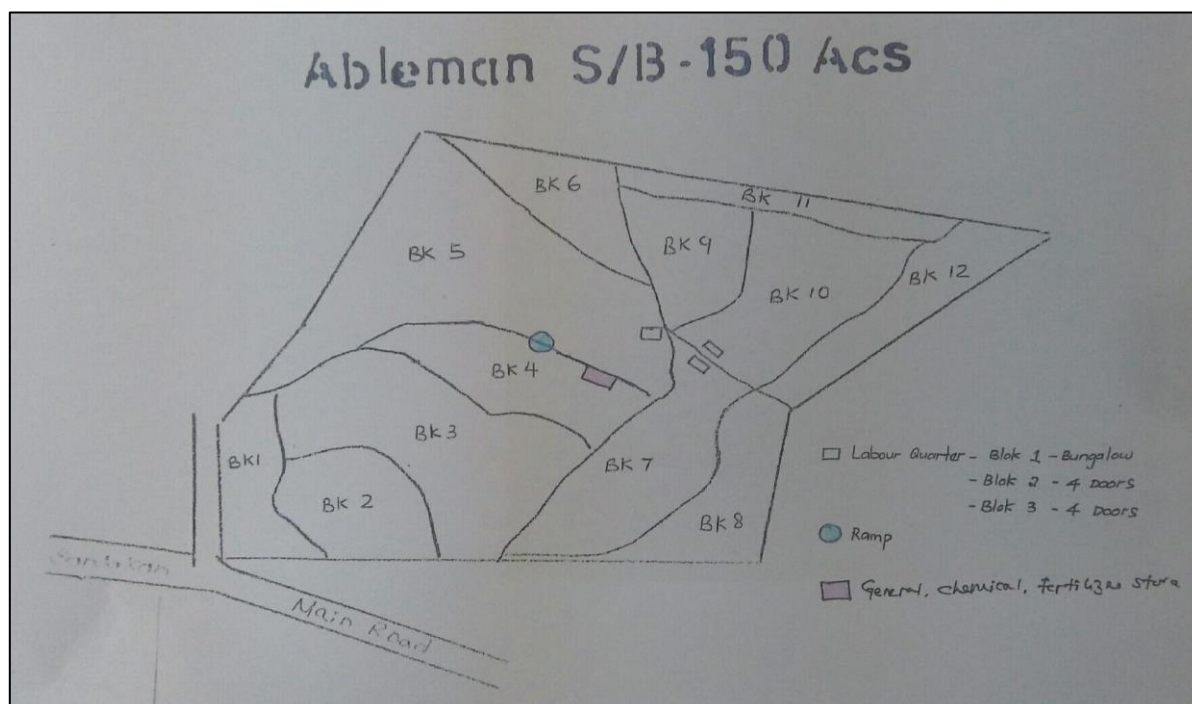 Ableman S/B-150 Acs
BK 6
BK 11
BK 5
BK 9
BK 12
BK 10
BK 4
BK 3
BK1
BK 7
BK 2
BK 8
Labour Quarter - Blok 1 - Bungalow
- Blok 2 - 4 Doors
- Blok 3 - 4 Doors
Ramp
General, chemical, fertilizer store
Sandakan
Main Road